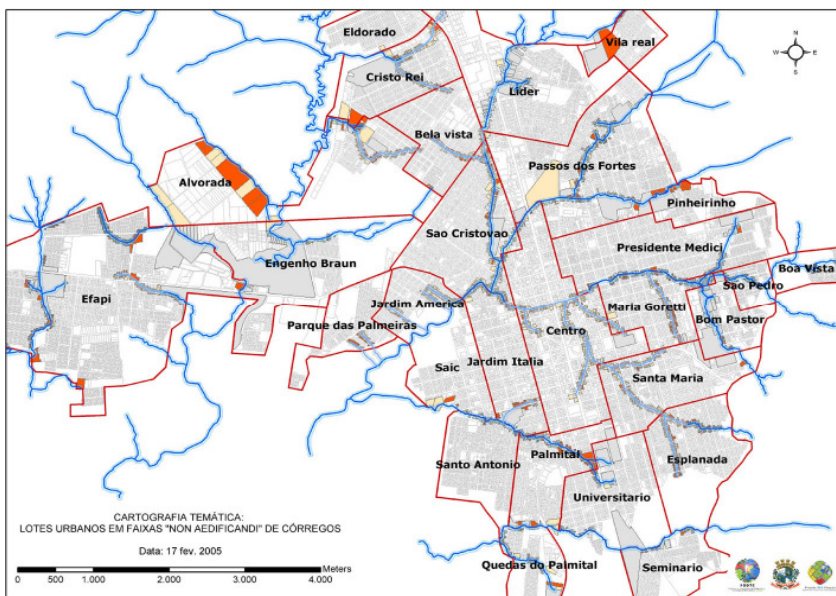 Eldorado
Vila real
N
W E
S
Cristo Rei
Lider
Bela vista
Passos dos Fortes
Alvorada
Pinheirinho
Sao Cristovao
Presidente Medici
Engenho Braun
Boa Vista
Sao Pedro
Efapi
Jardim America
Maria Goretti
Bom Pastor
Parque das Palmeiras
Centro
Jardim Italia
Saic
Santa Maria
Palmital
Esplanada
Santo Antonio
Universitario
CARTOGRAFIA TEMÁTICA:
LOTES URBANOS EM FAIXAS "NON AEDIFICANDI" DE CÓRREGOS
Data: 17 fev. 2005
Quedas do Palmital
Seminario
Meters
0 500 1.000 2.000 3.000 4.000